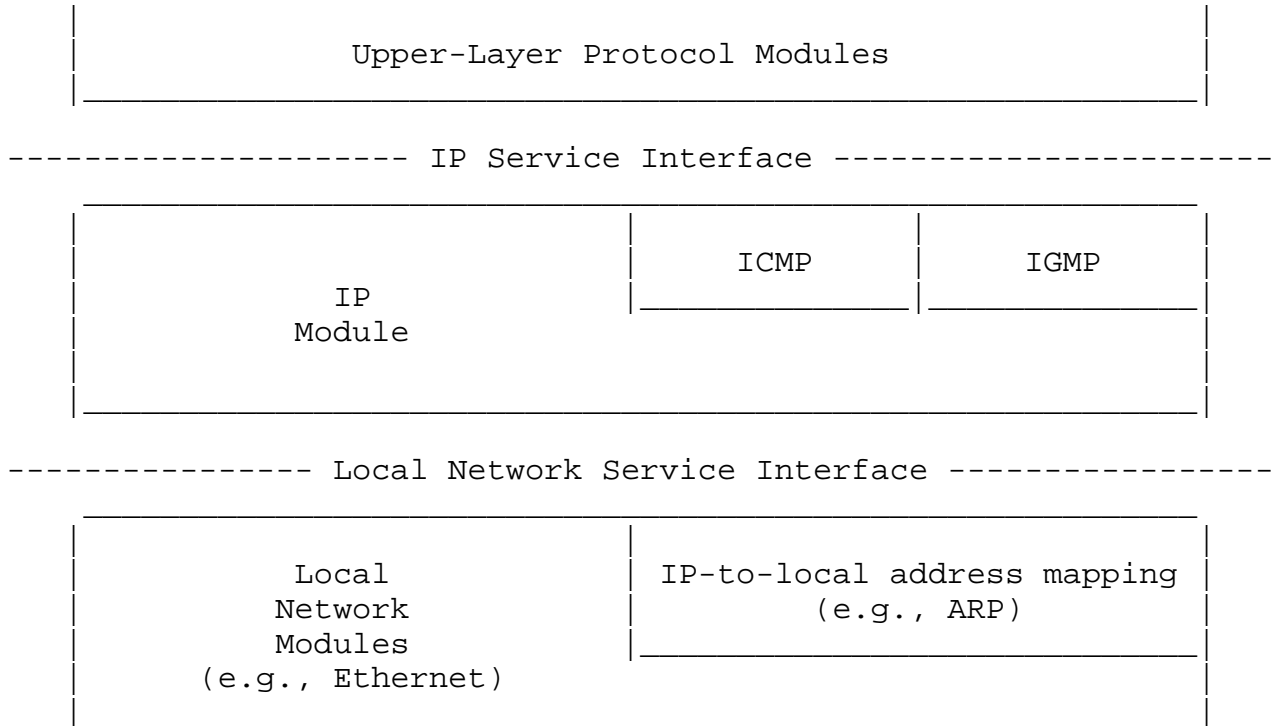 Upper-Layer Protocol Modules
IP Service Interface
ICMP IGMP
IP
Module
Local Network Service Interface
Local IP-to-local address mapping
Network (e.g., ARP)
Modules
(e.g., Ethernet)